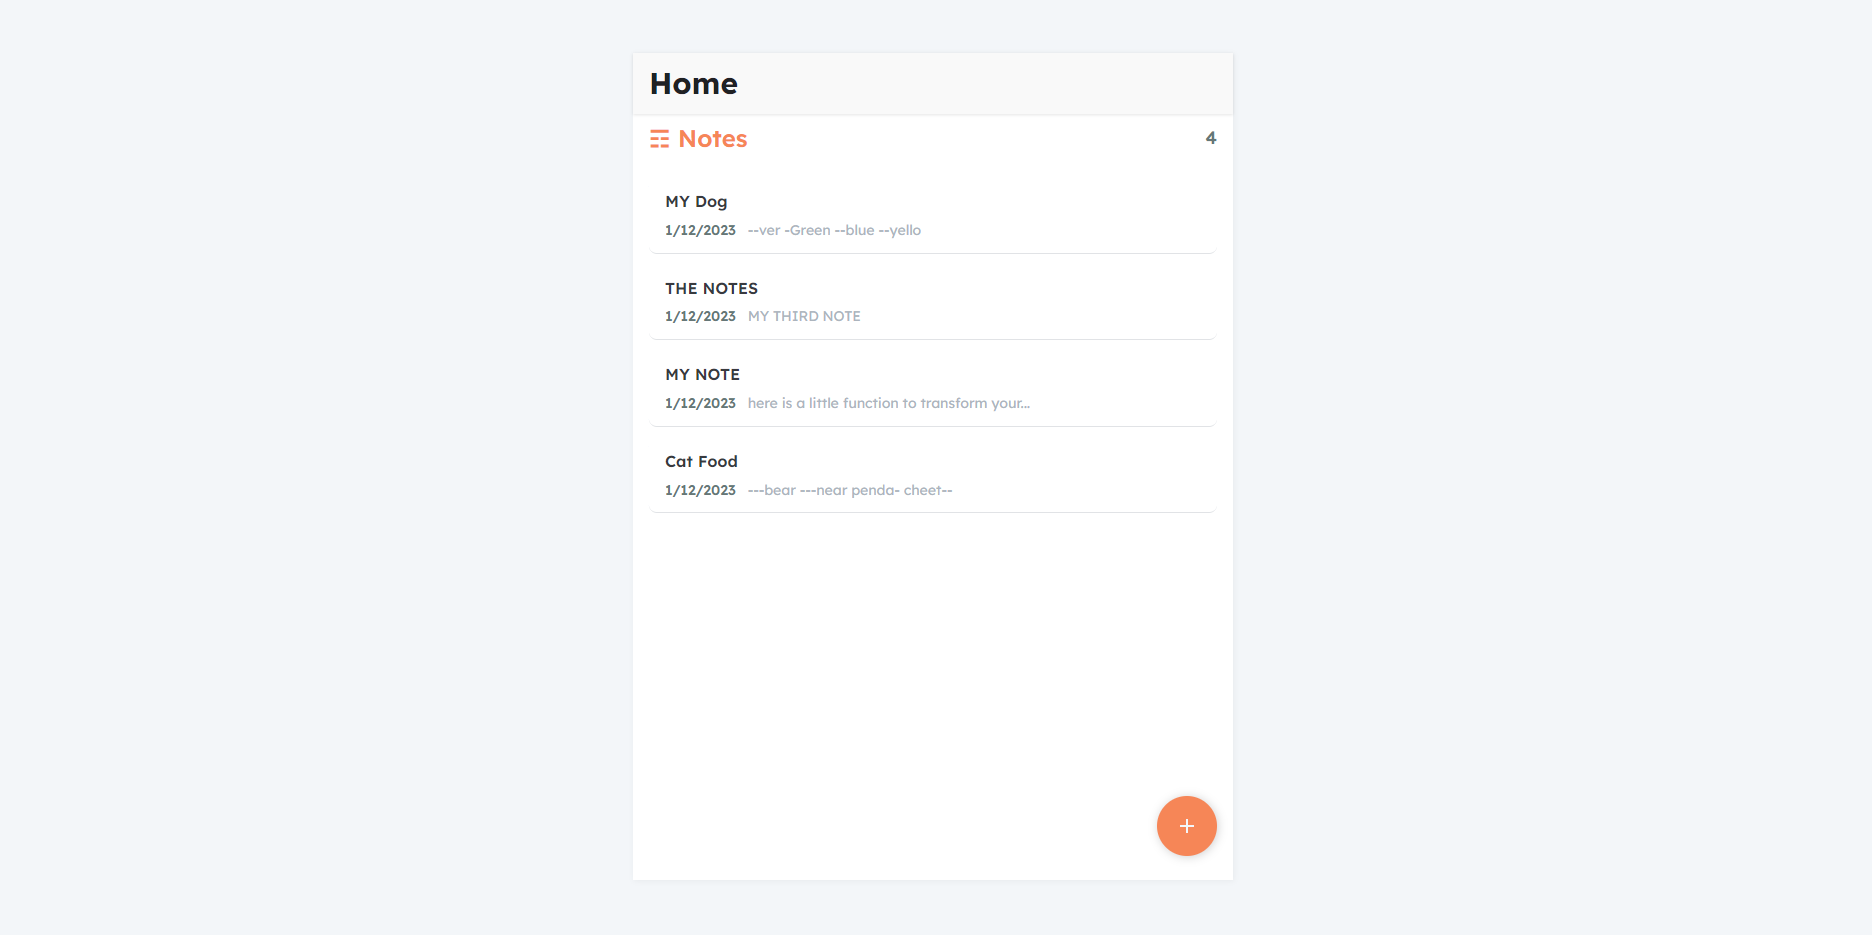 Home
☶ Notes 4
MY Dog
1/12/2023 --ver -Green --blue --yello
THE NOTES
1/12/2023 MY THIRD NOTE
MY NOTE
1/12/2023 here is a little function to transform your...
Cat Food
1/12/2023 ---bear ---near penda- cheet--
+